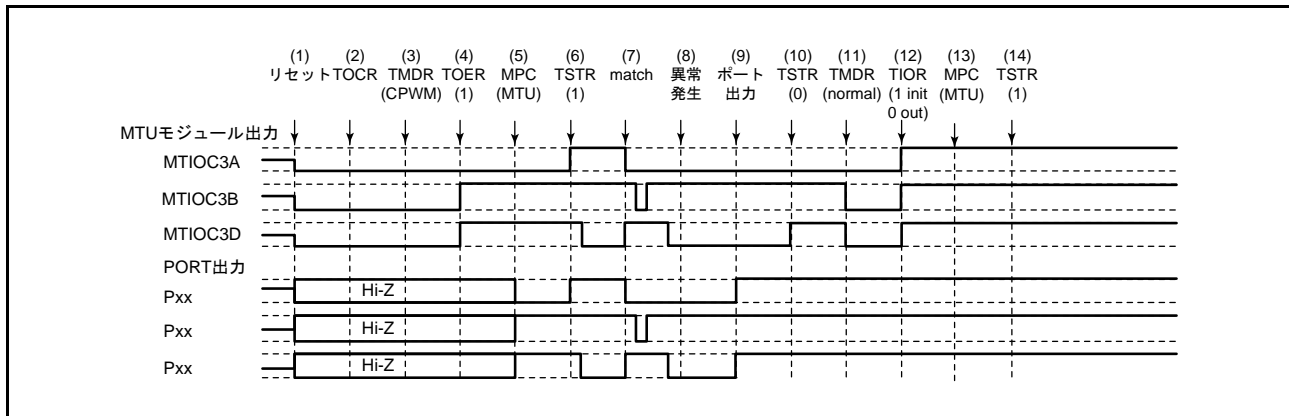 (1) (2) (3) (4) (5) (6) (7) (8) (9) (10) (11) (12) (13) (14)
リセット TOCR TMDR TOER MPC TSTR match 異常 ポート TSTR TMDR TIOR MPC TSTR
(CPWM) (1) (MTU) (1) 発生 出力 (0) (normal) (1 init (MTU) (1)
0 out)
MTUモジュール出力
MTIOC3A
MTIOC3B
MTIOC3D
PORT出力
Pxx Hi-Z
Pxx Hi-Z
Pxx Hi-Z